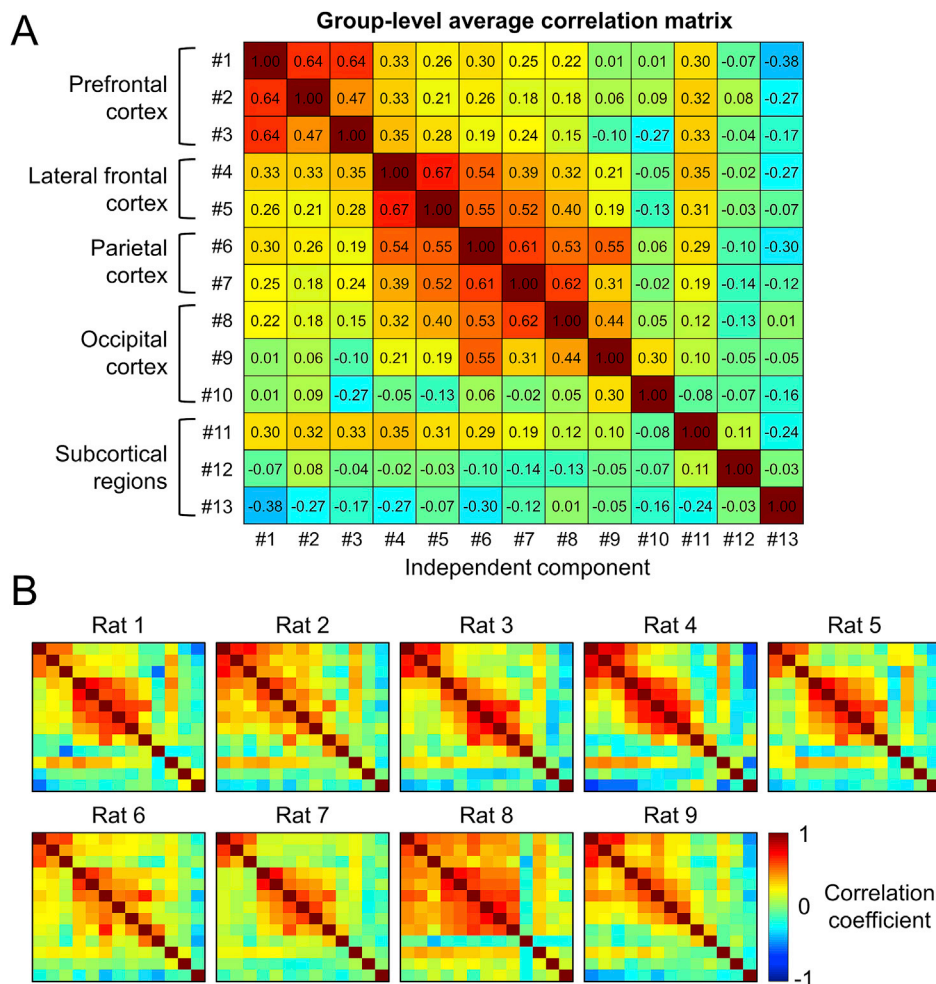 A
Group-level average correlation matrix
Prefrontal
cortex
Lateral frontal
cortex
Parietal
cortex
Occipital
cortex
Subcortical
regions
#1 1.00 0.64 0.64 0.33 0.26 0.30 0.25 0.22 0.01 0.01 0.30 -0.07 -0.38
#2 0.64 1.00 0.47 0.33 0.21 0.26 0.18 0.18 0.06 0.09 0.32 0.08 -0.27
#3 0.64 0.47 1.00 0.35 0.28 0.19 0.24 0.15 -0.10 -0.27 0.33 -0.04 -0.17
#4 0.33 0.33 0.35 1.00 0.67 0.54 0.39 0.32 0.21 -0.05 0.35 -0.02 -0.27
#5 0.26 0.21 0.28 0.67 1.00 0.55 0.52 0.40 0.19 -0.13 0.31 -0.03 -0.07
#6 0.30 0.26 0.19 0.54 0.55 1.00 0.61 0.53 0.55 0.06 0.29 -0.10 -0.30
#7 0.25 0.18 0.24 0.39 0.52 0.61 1.00 0.62 0.31 -0.02 0.19 -0.14 -0.12
#8 0.22 0.18 0.15 0.32 0.40 0.53 0.62 1.00 0.44 0.05 0.12 -0.13 0.01
#9 0.01 0.06 -0.10 0.21 0.19 0.55 0.31 0.44 1.00 0.30 0.10 -0.05 -0.05
#10 0.01 0.09 -0.27 -0.05 -0.13 0.06 -0.02 0.05 0.30 1.00 -0.08 -0.07 -0.16
#11 0.30 0.32 0.33 0.35 0.31 0.29 0.19 0.12 0.10 -0.08 1.00 0.11 -0.24
#12 -0.07 0.08 -0.04 -0.02 -0.03 -0.10 -0.14 -0.13 -0.05 -0.07 0.11 1.00 -0.03
#13 -0.38 -0.27 -0.17 -0.27 -0.07 -0.30 -0.12 0.01 -0.05 -0.16 -0.24 -0.03 1.00
#1 #2 #3 #4 #5 #6 #7 #8 #9 #10 #11 #12 #13
Independent component
B
Rat 1 Rat 2 Rat 3 Rat 4 Rat 5
Rat 6 Rat 7 Rat 8 Rat 9
1
0
-1
Correlation
coefficient